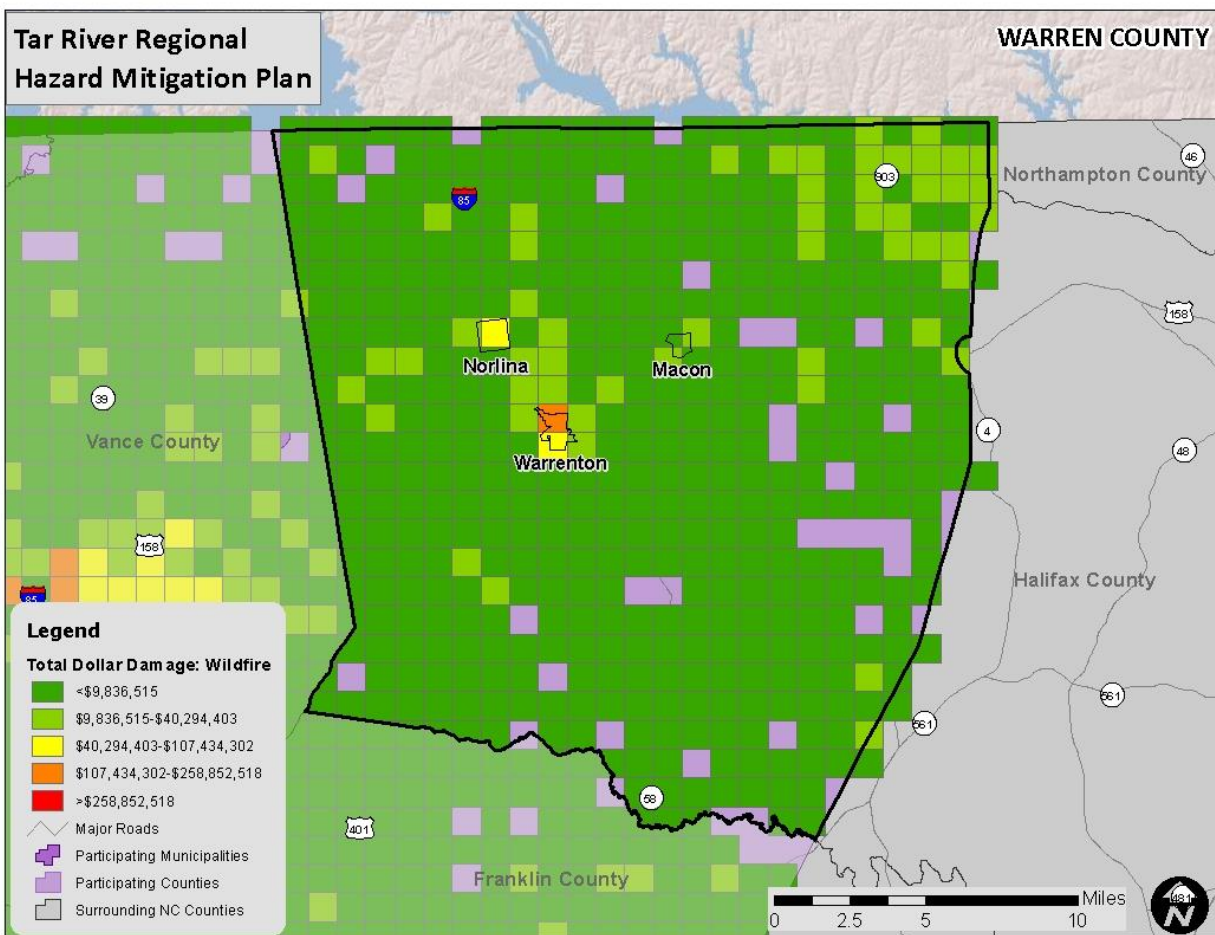 Tar River Regional
Hazard Mitigation Plan
WARREN COUNTY
46
903
Northampton County
85
158
Norlina
Macon
39
Vance County
4
48
Warrenton
158
85
Halifax County
Legend
Total Dollar Damage: Wildfire
<$9,836,515
$9,836,515-$40,294,403
$40,294,403-$107,434,302
$107,434,302-$258,852,518
>$258,852,518
Major Roads
Participating Municipalities
Participating Counties
Surrounding NC Counties
561
561
58
401
Franklin County
Miles
0 2.5 5 10
481
N